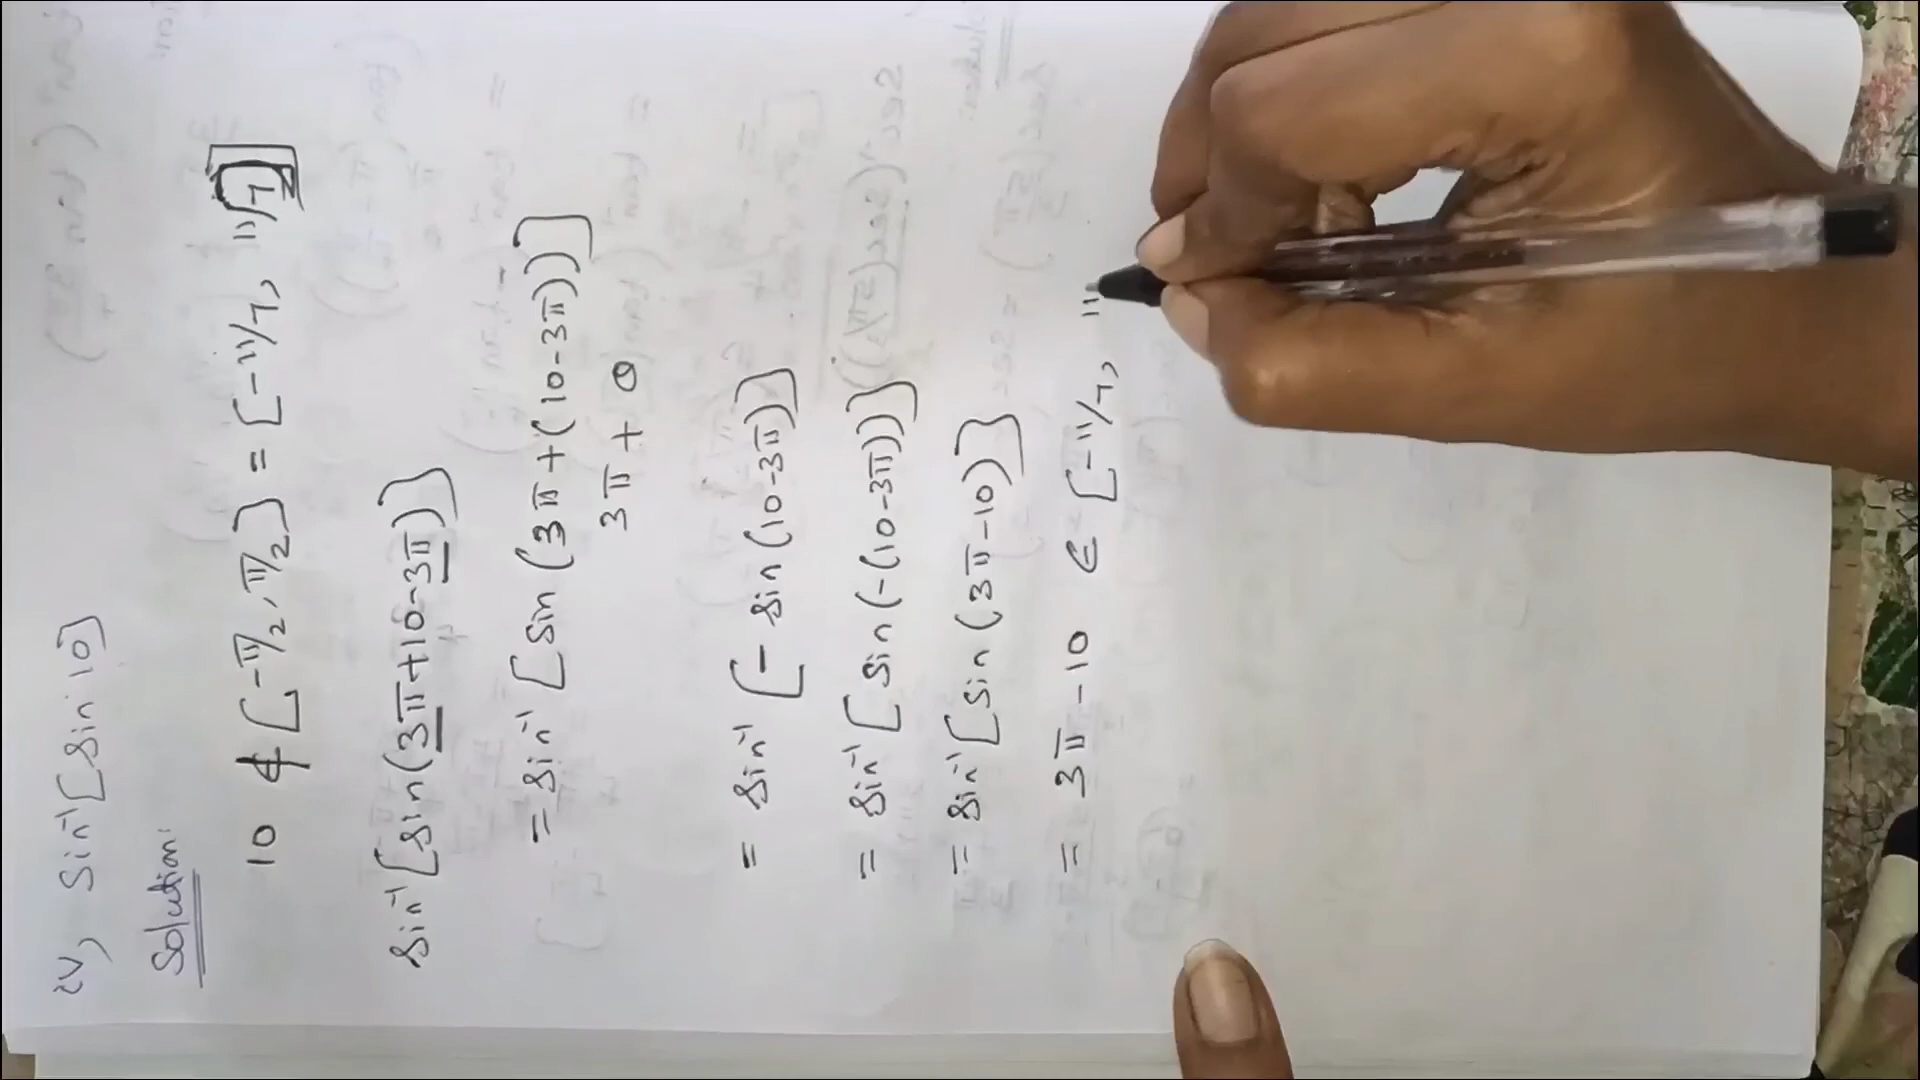 iv, Sin⁻¹[Sin 10]
Solution:
10 ∉ [-π/2, π/2] = [-11/7, 11/7]
Sin⁻¹[Sin(3π+10-3π)]
= Sin⁻¹[Sin(3π+(10-3π))]
3π + θ
= Sin⁻¹[-Sin(10-3π)]
= Sin⁻¹[Sin(-(10-3π))]
= Sin⁻¹[Sin(3π-10)]
= 3π-10 ∈ [-11/7, 11